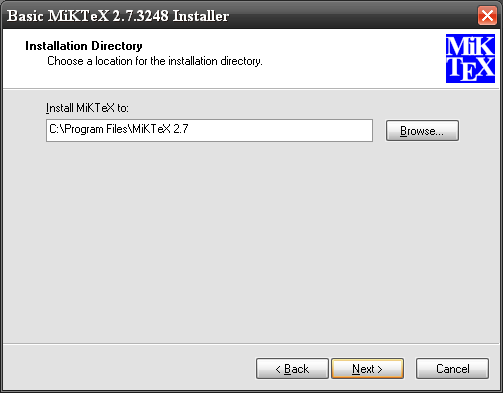 Basic MiKTeX 2.7.3248 Installer
Installation Directory
Choose a location for the installation directory.
MiK
TEX
Install MiKTeX to:
C:\Program Files\MiKTeX 2.7
Browse...
< Back
Next >
Cancel